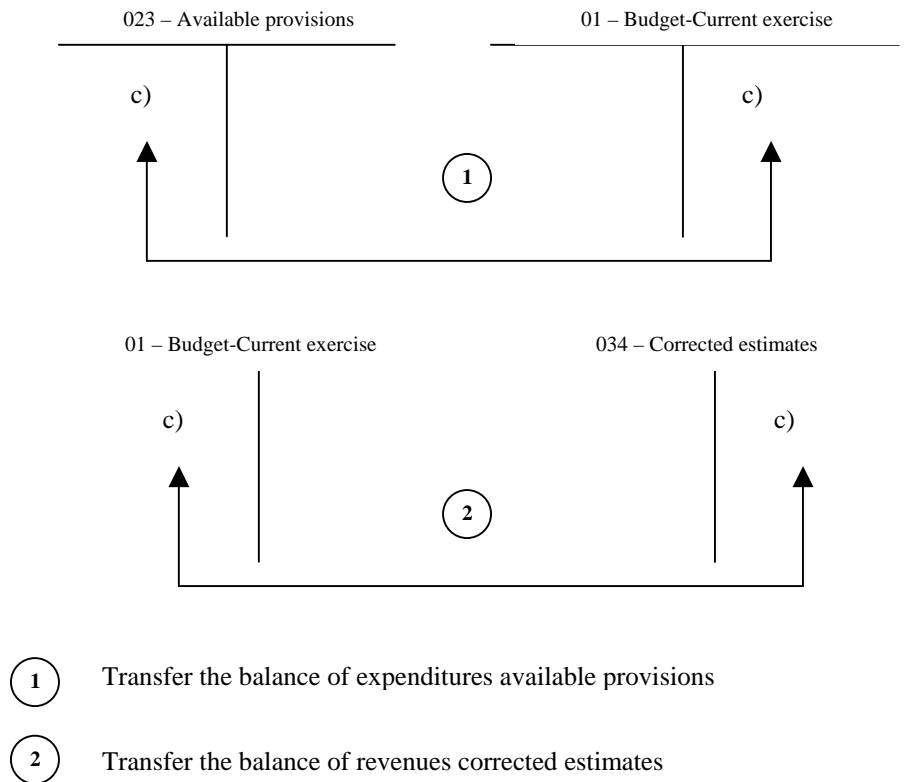 023 – Available provisions 01 – Budget-Current exercise
c) c)
1
01 – Budget-Current exercise 034 – Corrected estimates
c) c)
2
1 Transfer the balance of expenditures available provisions
2 Transfer the balance of revenues corrected estimates